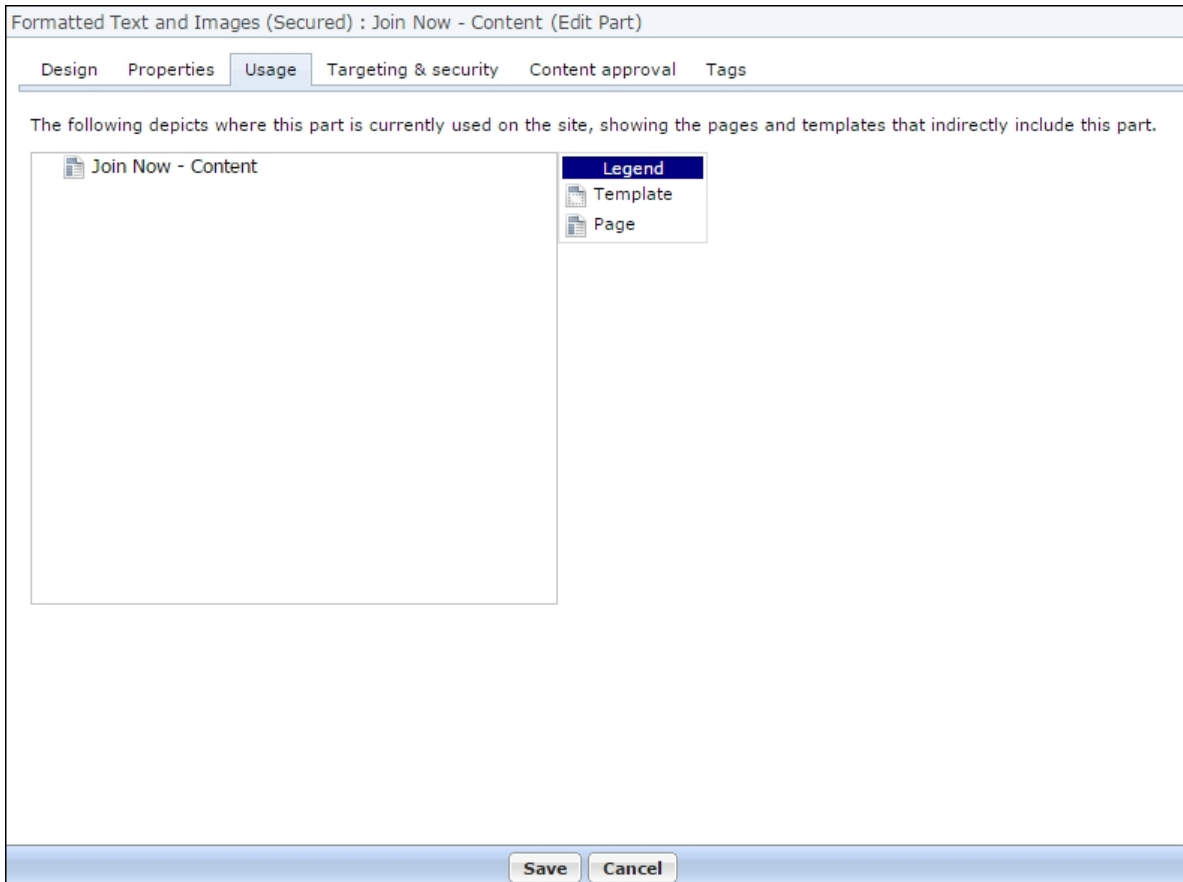 Formatted Text and Images (Secured) : Join Now - Content (Edit Part)
Design Properties Usage Targeting & security Content approval Tags
The following depicts where this part is currently used on the site, showing the pages and templates that indirectly include this part.
Join Now - Content
Legend
Template
Page
Save Cancel